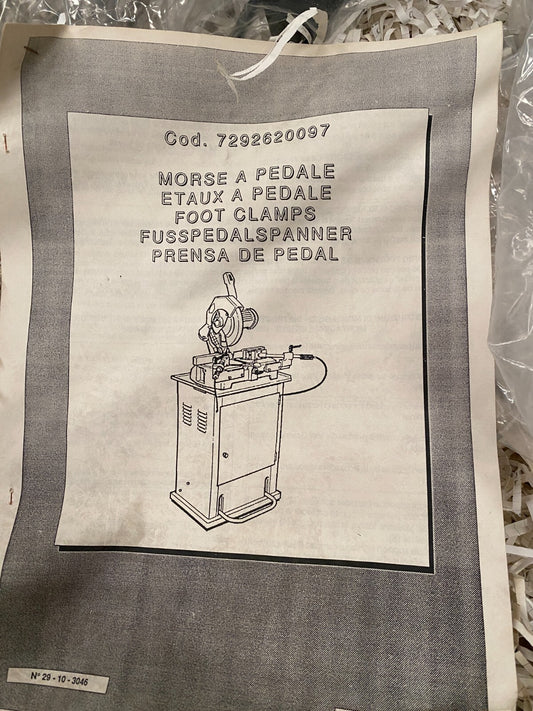 Cod. 7292620097
MORSE A PEDALE
ETAUX A PEDALE
FOOT CLAMPS
FUSSPEDALSPANNER
PRENSA DE PEDAL
N° 29 - 10 - 3046